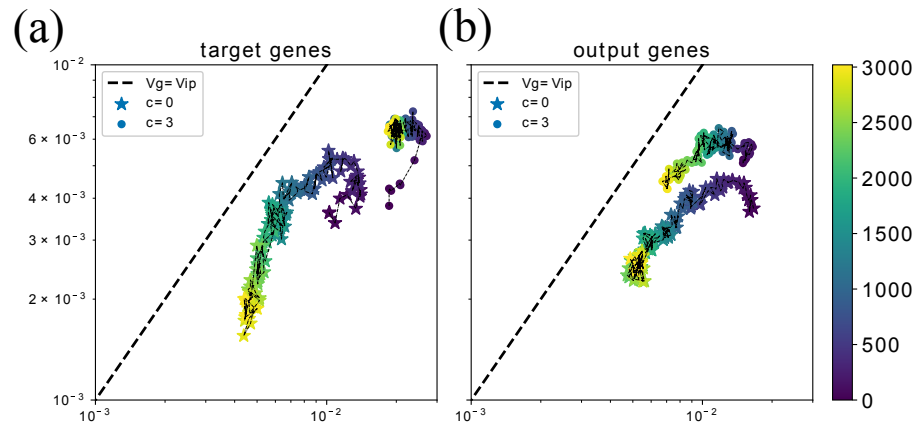 (a)
target genes
10⁻²
6 × 10⁻³
4 × 10⁻³
3 × 10⁻³
2 × 10⁻³
10⁻³
10⁻³
10⁻²
Vg= Vip
c= 0
c= 3
(b)
output genes
Vg= Vip
c= 0
c= 3
10⁻³
10⁻²
3000
2500
2000
1500
1000
500
0